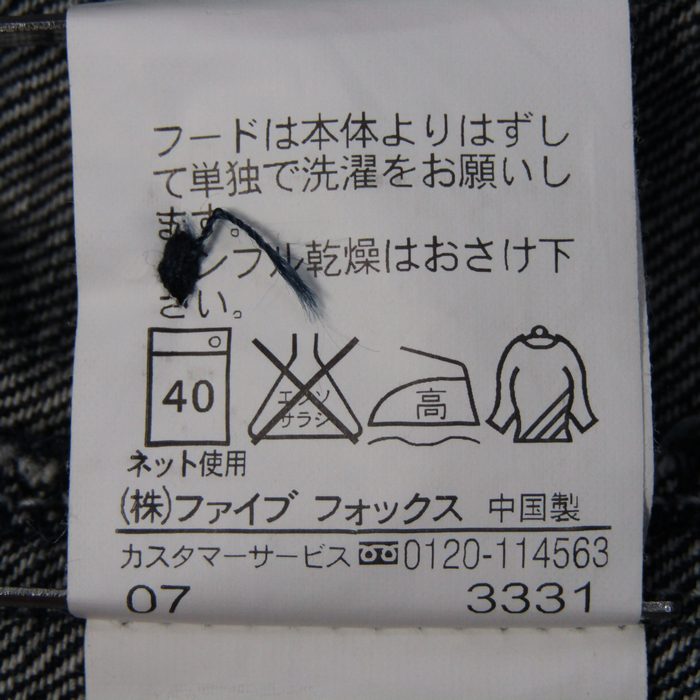 フードは本体よりはずし
て単独で洗濯をお願いし
ます。
ンブル乾燥はおさけ下
さい。
40
エンソ
サラシ
高
ネット使用
(株)ファイブ フォックス 中国製
カスタマーサービス 0120-114563
07 3331